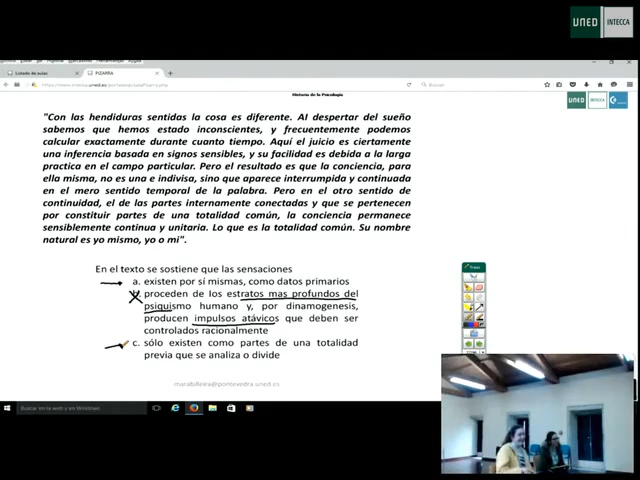 UNED
INTECCA
Listado de aulas
PIZARRA
Buscar
Historia de la Psicología
UNED
INTECCA
"Con las hendiduras sentidas la cosa es diferente. Al despertar del sueño
sabemos que hemos estado inconscientes, y frecuentemente podemos
calcular exactamente durante cuanto tiempo. Aquí el juicio es ciertamente
una inferencia basada en signos sensibles, y su facilidad es debida a la larga
practica en el campo particular. Pero el resultado es que la conciencia, para
ella misma, no es una e indivisa, sino que aparece interrumpida y continuada
en el mero sentido temporal de la palabra. Pero en el otro sentido de
continuidad, el de las partes internamente conectadas y que se pertenecen
por constituir partes de una totalidad común, la conciencia permanece
sensiblemente continua y unitaria. Lo que es la totalidad común. Su nombre
natural es yo mismo, yo o mi".
En el texto se sostiene que las sensaciones
a. existen por sí mismas, como datos primarios
proceden de los estratos mas profundos del
psiquismo humano y, por dinamogenesis,
producen impulsos atávicos que deben ser
controlados racionalmente
c. sólo existen como partes de una totalidad
previa que se analiza o divide
marabilleira@pontevedra.uned.es
Buscar en la web y en Windows